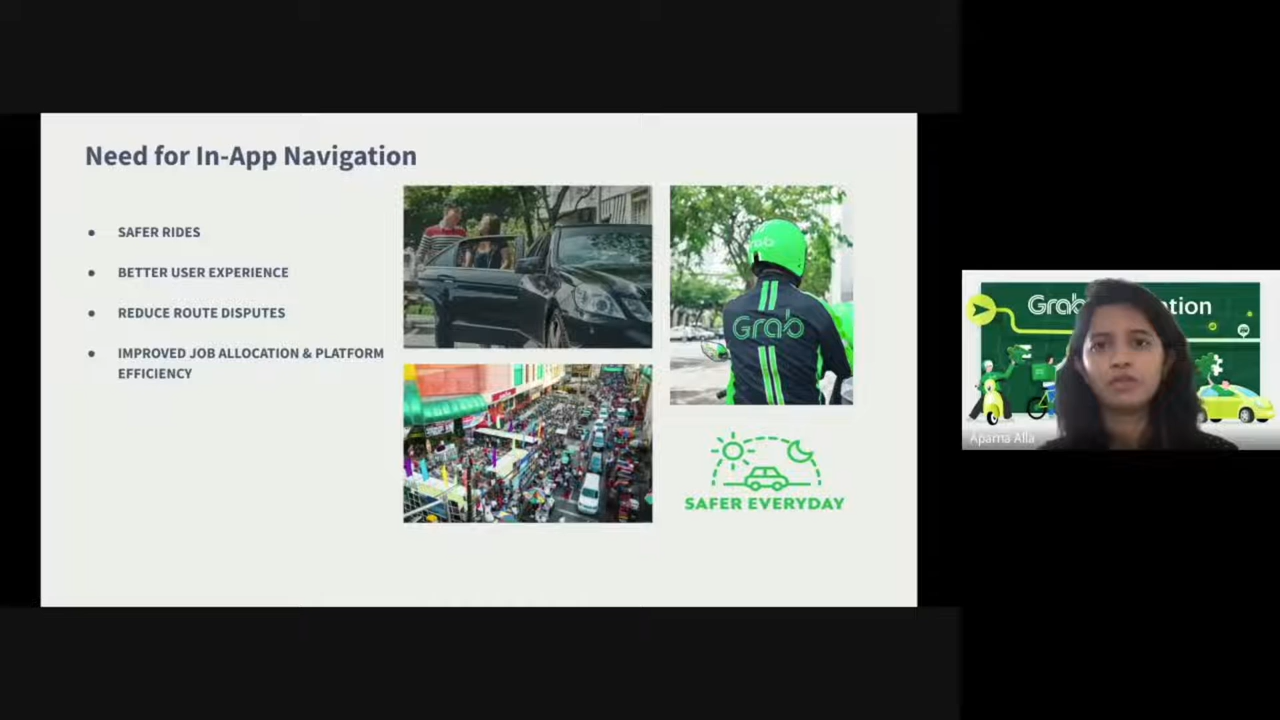 Need for In-App Navigation
● SAFER RIDES
● BETTER USER EXPERIENCE
● REDUCE ROUTE DISPUTES
● IMPROVED JOB ALLOCATION & PLATFORM
EFFICIENCY
Grab
SAFER EVERYDAY
Grab
Aparna Alla